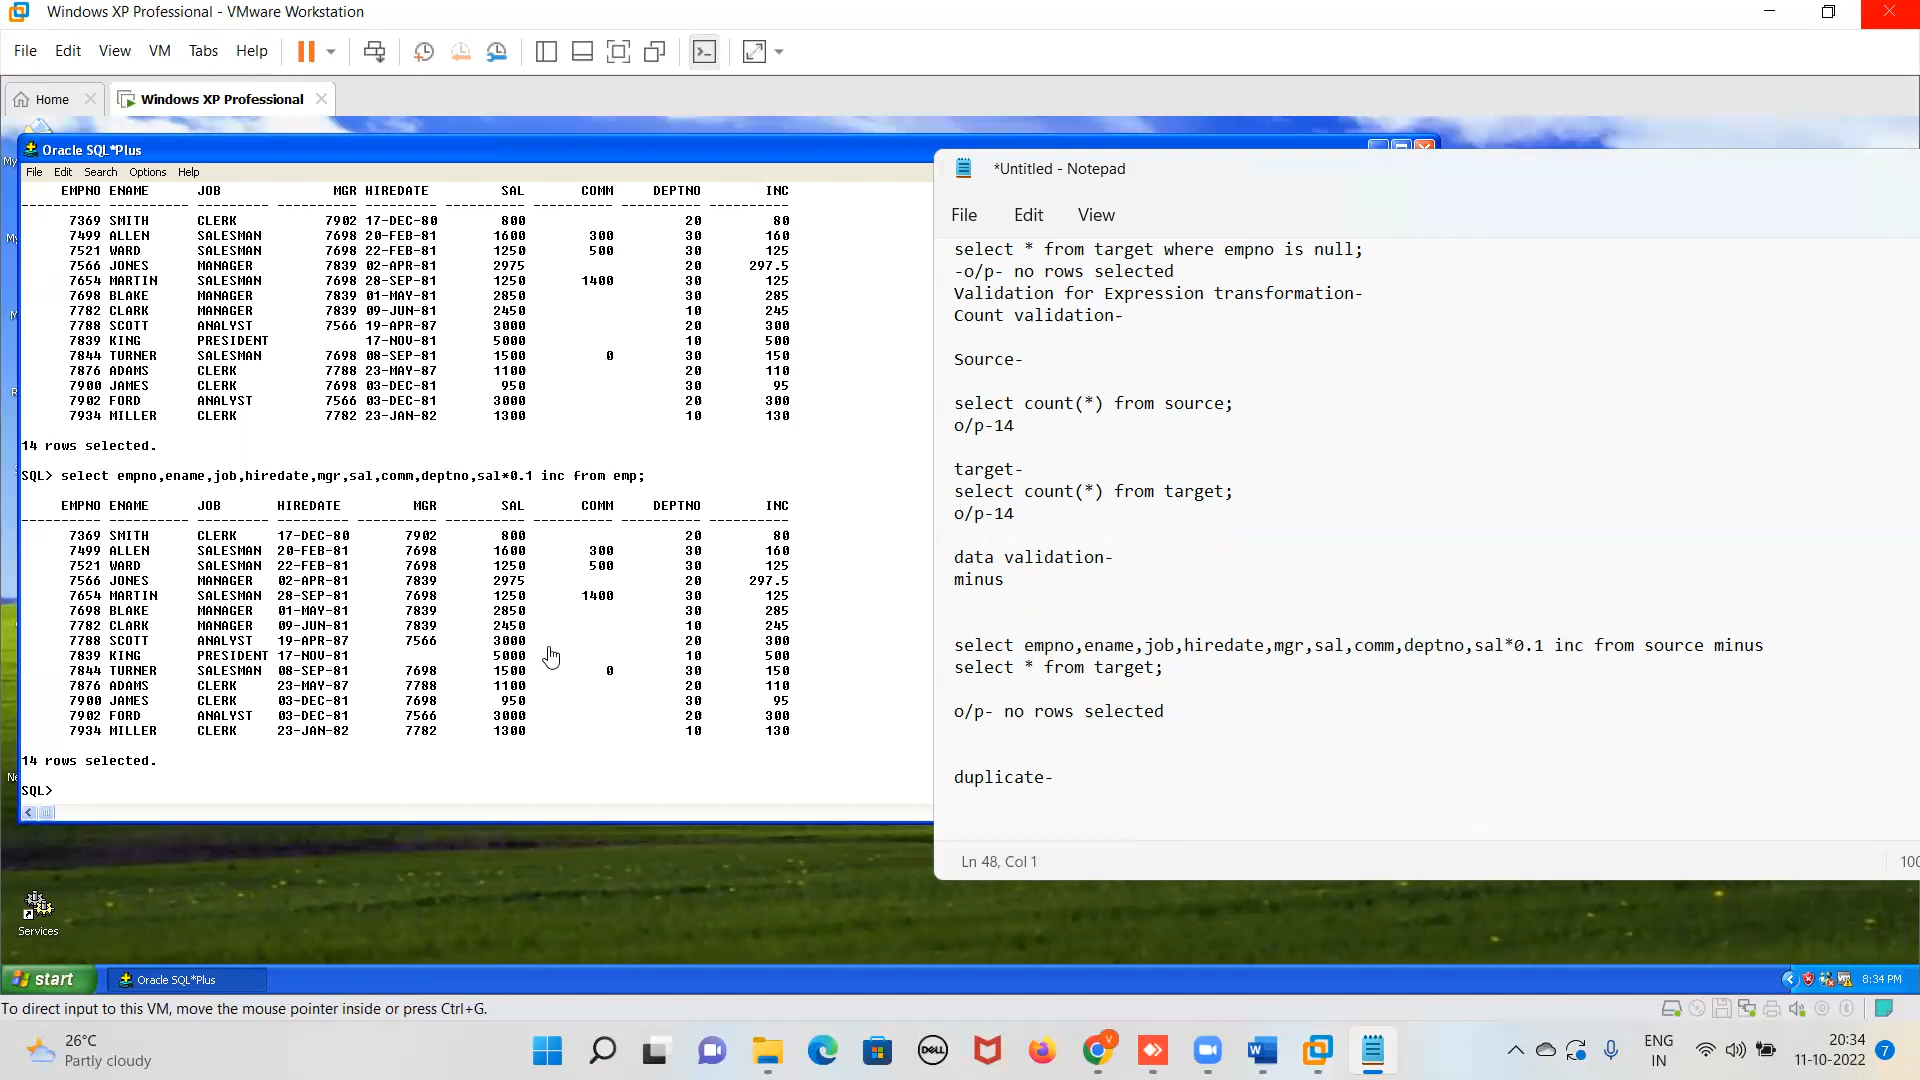 Windows XP Professional - VMware Workstation
File Edit View VM Tabs Help
Home Windows XP Professional
Oracle SQL*Plus
File Edit Search Options Help
EMPNO ENAME JOB MGR HIREDATE SAL COMM DEPTNO INC
7369 SMITH CLERK 7902 17-DEC-80 800 20 80
7499 ALLEN SALESMAN 7698 20-FEB-81 1600 300 30 160
7521 WARD SALESMAN 7698 22-FEB-81 1250 500 30 125
7566 JONES MANAGER 7839 02-APR-81 2975 20 297.5
7654 MARTIN SALESMAN 7698 28-SEP-81 1250 1400 30 125
7698 BLAKE MANAGER 7839 01-MAY-81 2850 30 285
7782 CLARK MANAGER 7839 09-JUN-81 2450 10 245
7788 SCOTT ANALYST 7566 19-APR-87 3000 20 300
7839 KING PRESIDENT 17-NOV-81 5000 10 500
7844 TURNER SALESMAN 7698 08-SEP-81 1500 0 30 150
7876 ADAMS CLERK 7788 23-MAY-87 1100 20 110
7900 JAMES CLERK 7698 03-DEC-81 950 30 95
7902 FORD ANALYST 7566 03-DEC-81 3000 20 300
7934 MILLER CLERK 7782 23-JAN-82 1300 10 130
14 rows selected.
SQL> select empno,ename,job,hiredate,mgr,sal,comm,deptno,sal*0.1 inc from emp;
EMPNO ENAME JOB HIREDATE MGR SAL COMM DEPTNO INC
7369 SMITH CLERK 17-DEC-80 7902 800 20 80
7499 ALLEN SALESMAN 20-FEB-81 7698 1600 300 30 160
7521 WARD SALESMAN 22-FEB-81 7698 1250 500 30 125
7566 JONES MANAGER 02-APR-81 7839 2975 20 297.5
7654 MARTIN SALESMAN 28-SEP-81 7698 1250 1400 30 125
7698 BLAKE MANAGER 01-MAY-81 7839 2850 30 285
7782 CLARK MANAGER 09-JUN-81 7839 2450 10 245
7788 SCOTT ANALYST 19-APR-87 7566 3000 20 300
7839 KING PRESIDENT 17-NOV-81 5000 10 500
7844 TURNER SALESMAN 08-SEP-81 7698 1500 0 30 150
7876 ADAMS CLERK 23-MAY-87 7788 1100 20 110
7900 JAMES CLERK 03-DEC-81 7698 950 30 95
7902 FORD ANALYST 03-DEC-81 7566 3000 20 300
7934 MILLER CLERK 23-JAN-82 7782 1300 10 130
14 rows selected.
SQL>
*Untitled - Notepad
File Edit View
select * from target where empno is null;
-o/p- no rows selected
Validation for Expression transformation-
Count validation-
Source-
select count(*) from source;
o/p-14
target-
select count(*) from target;
o/p-14
data validation-
minus
select empno,ename,job,hiredate,mgr,sal,comm,deptno,sal*0.1 inc from source minus
select * from target;
o/p- no rows selected
duplicate-
Ln 48, Col 1
100
Services
start Oracle SQL*Plus 8:34 PM
To direct input to this VM, move the mouse pointer inside or press Ctrl+G.
26°C
Partly cloudy
DELL
ENG
IN
20:34
11-10-2022
7